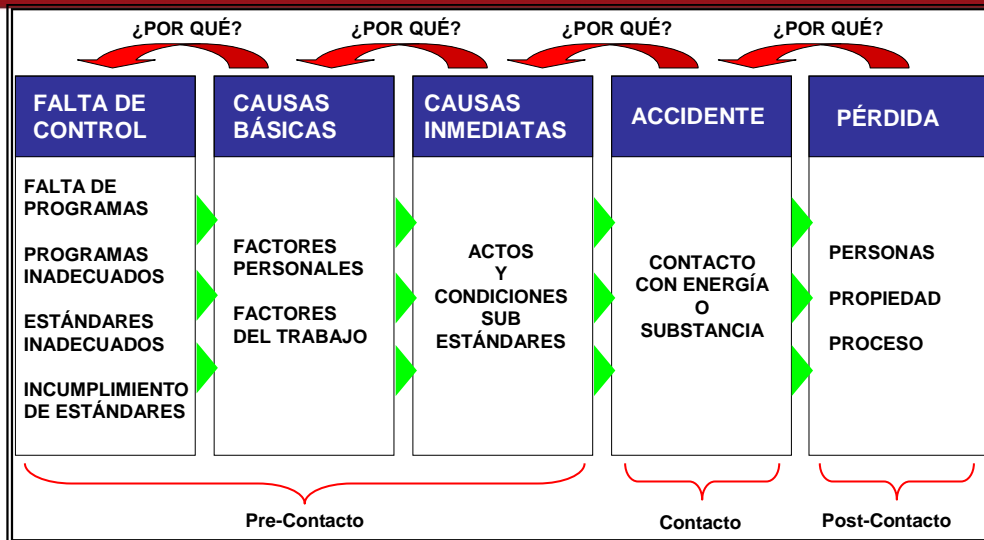 ¿POR QUÉ? ¿POR QUÉ? ¿POR QUÉ? ¿POR QUÉ?
FALTA DE
CONTROL
FALTA DE
PROGRAMAS
PROGRAMAS
INADECUADOS
ESTÁNDARES
INADECUADOS
INCUMPLIMIENTO
DE ESTÁNDARES
CAUSAS
BÁSICAS
FACTORES
PERSONALES
FACTORES
DEL TRABAJO
CAUSAS
INMEDIATAS
ACTOS
Y
CONDICIONES
SUB
ESTÁNDARES
ACCIDENTE
CONTACTO
CON ENERGÍA
O
SUBSTANCIA
PÉRDIDA
PERSONAS
PROPIEDAD
PROCESO
Pre-Contacto
Contacto
Post-Contacto